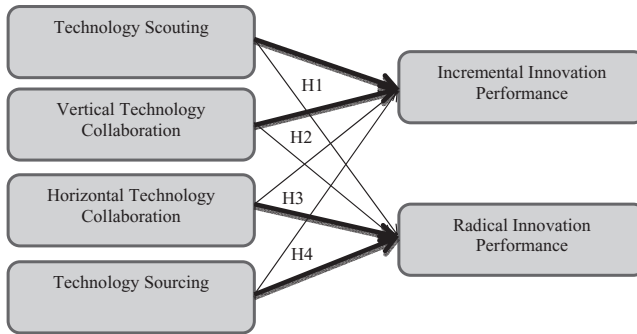 Technology Scouting
Vertical Technology
Collaboration
Horizontal Technology
Collaboration
Technology Sourcing
H1
H2
H3
H4
Incremental Innovation
Performance
Radical Innovation
Performance